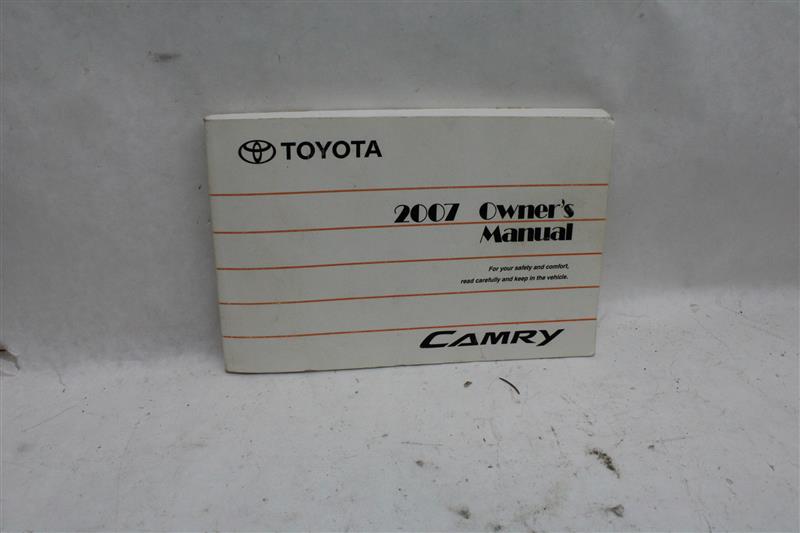 TOYOTA
2007 Owner's
Manual
For your safety and comfort,
read carefully and keep in the vehicle.
CAMRY